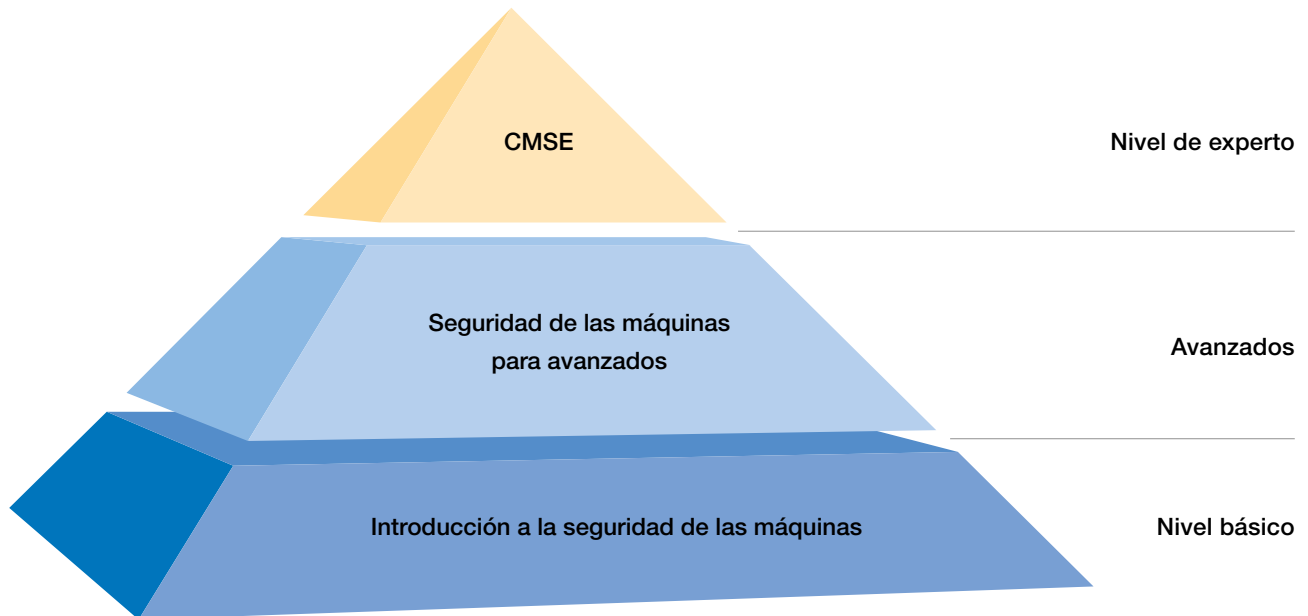 CMSE
Nivel de experto
Seguridad de las máquinas
para avanzados
Avanzados
Introducción a la seguridad de las máquinas
Nivel básico